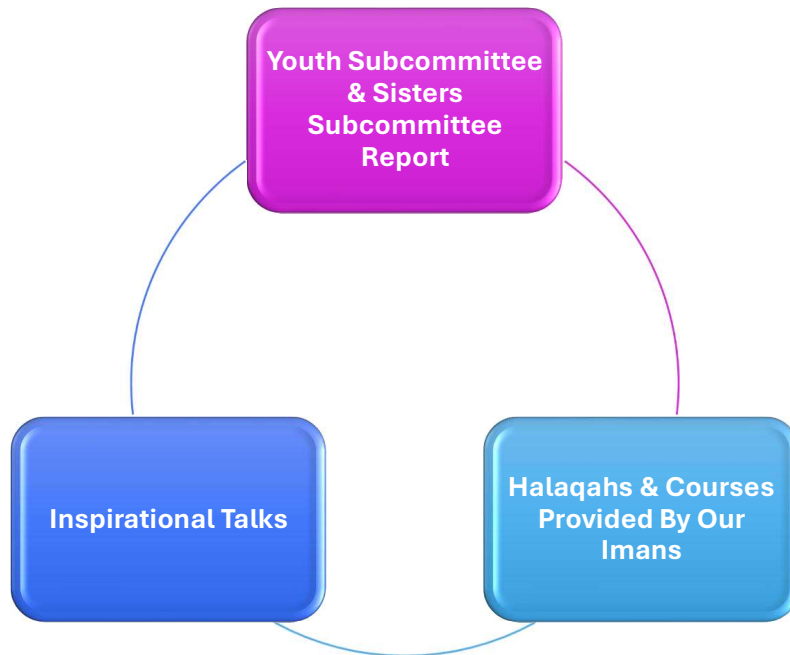 Youth Subcommittee
& Sisters
Subcommittee
Report
Inspirational Talks
Halaqahs & Courses
Provided By Our
Imans